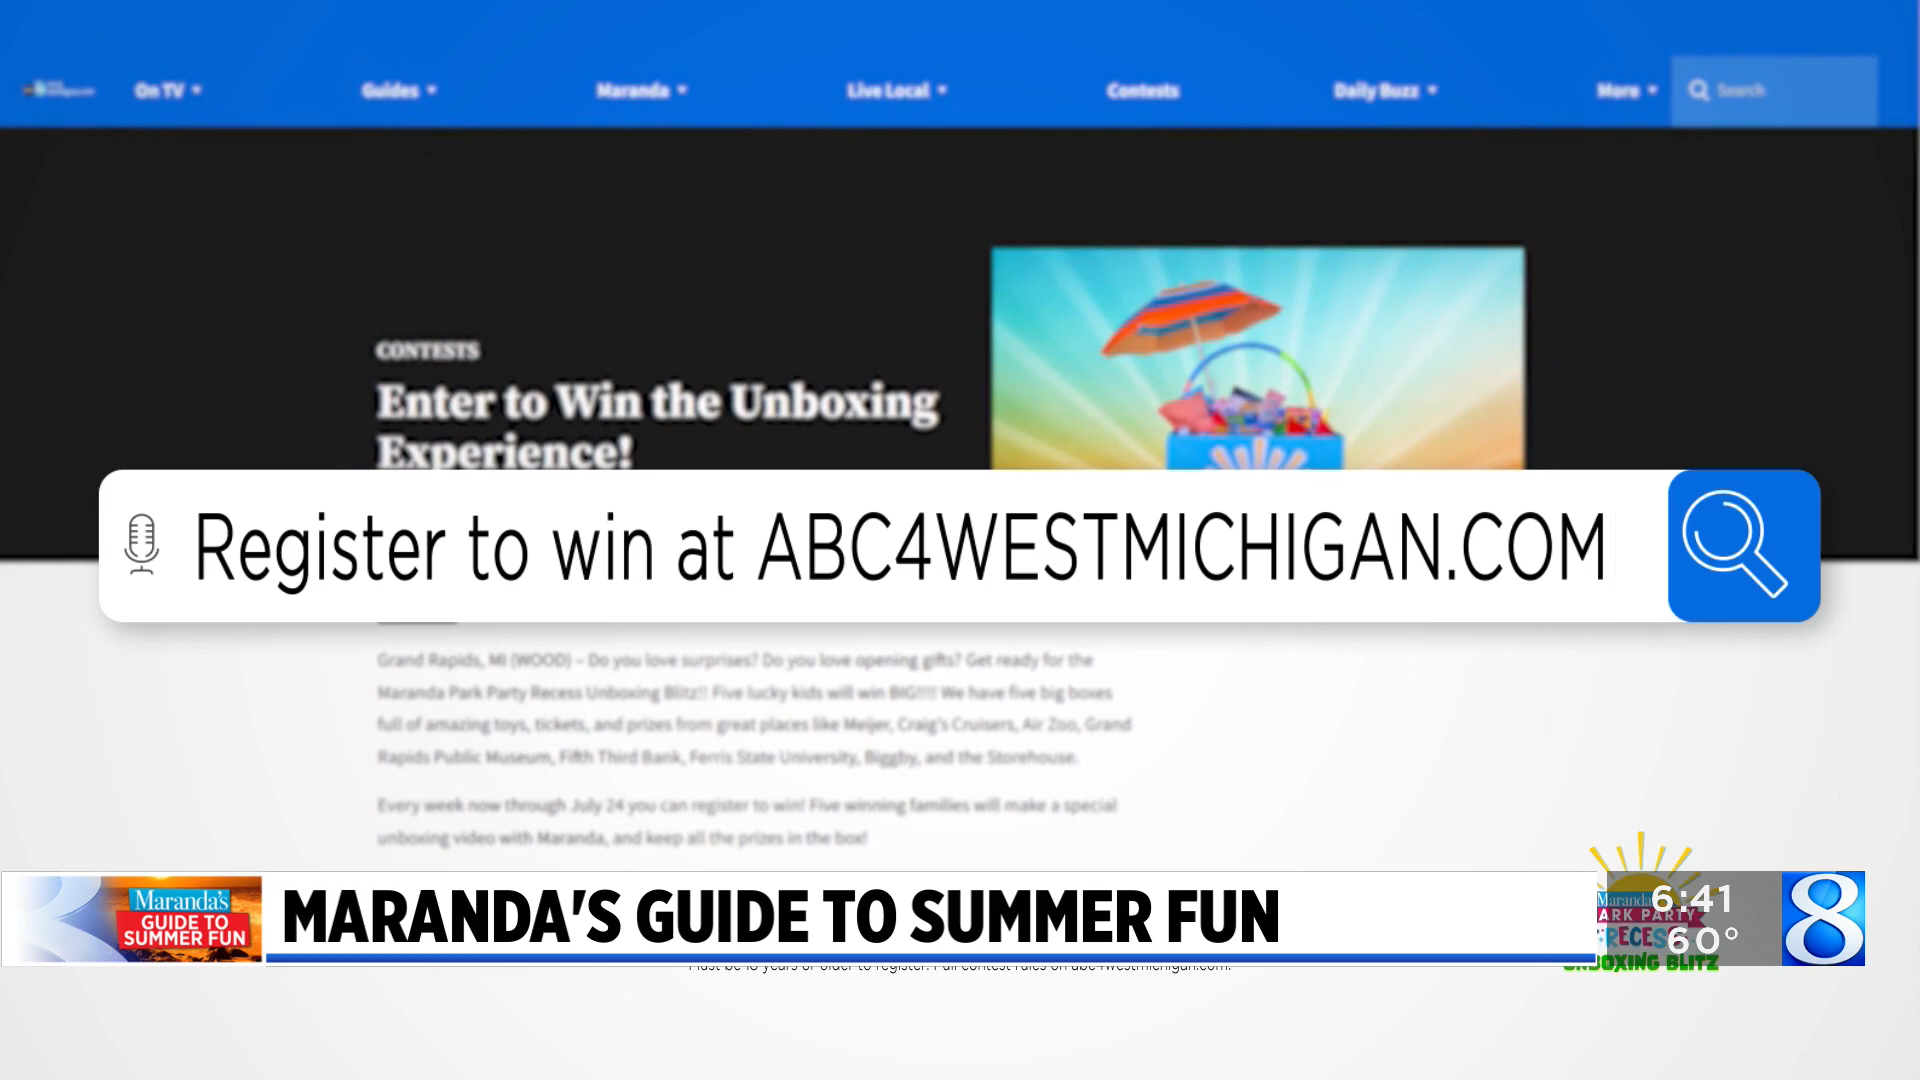 On TV
Guides
Maranda
Live Local
Contests
Daily Buzz
More
Search
CONTESTS
Enter to Win the Unboxing
Experience!
Register to win at ABC4WESTMICHIGAN.COM
Grand Rapids, MI (WOOD) – Do you love surprises? Do you love opening gifts? Get ready for the
Maranda Park Party Recess Unboxing Blitz!! Five lucky kids will win BIG!!!! We have five big boxes
full of amazing toys, tickets, and prizes from great places like Meijer, Craig's Cruisers, Air Zoo, Grand
Rapids Public Museum, Fifth Third Bank, Ferris State University, Biggby, and the Storehouse.
Every week now through July 24 you can register to win! Five winning families will make a special
unboxing video with Maranda, and keep all the prizes in the box!
Maranda's
GUIDE TO
SUMMER FUN
MARANDA'S GUIDE TO SUMMER FUN
Maranda
ARK PARTY
RECESS
BOXING BLITZ
6:41
60°
8